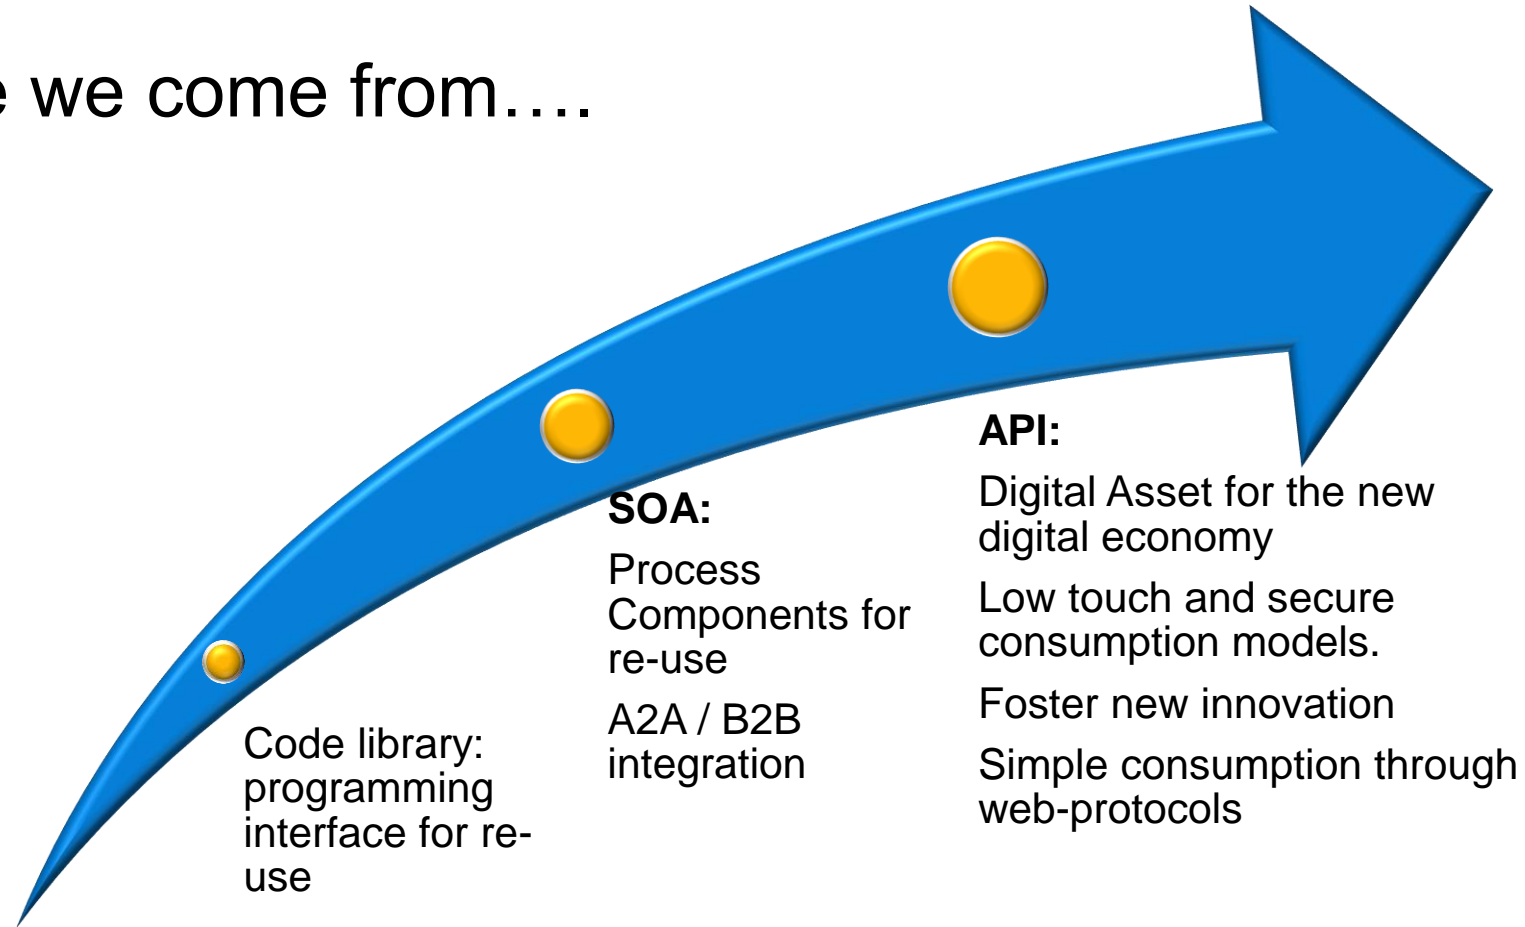 e we come from….
Code library:
programming
interface for re-
use
SOA:
Process
Components for
re-use
A2A / B2B
integration
API:
Digital Asset for the new
digital economy
Low touch and secure
consumption models.
Foster new innovation
Simple consumption through
web-protocols